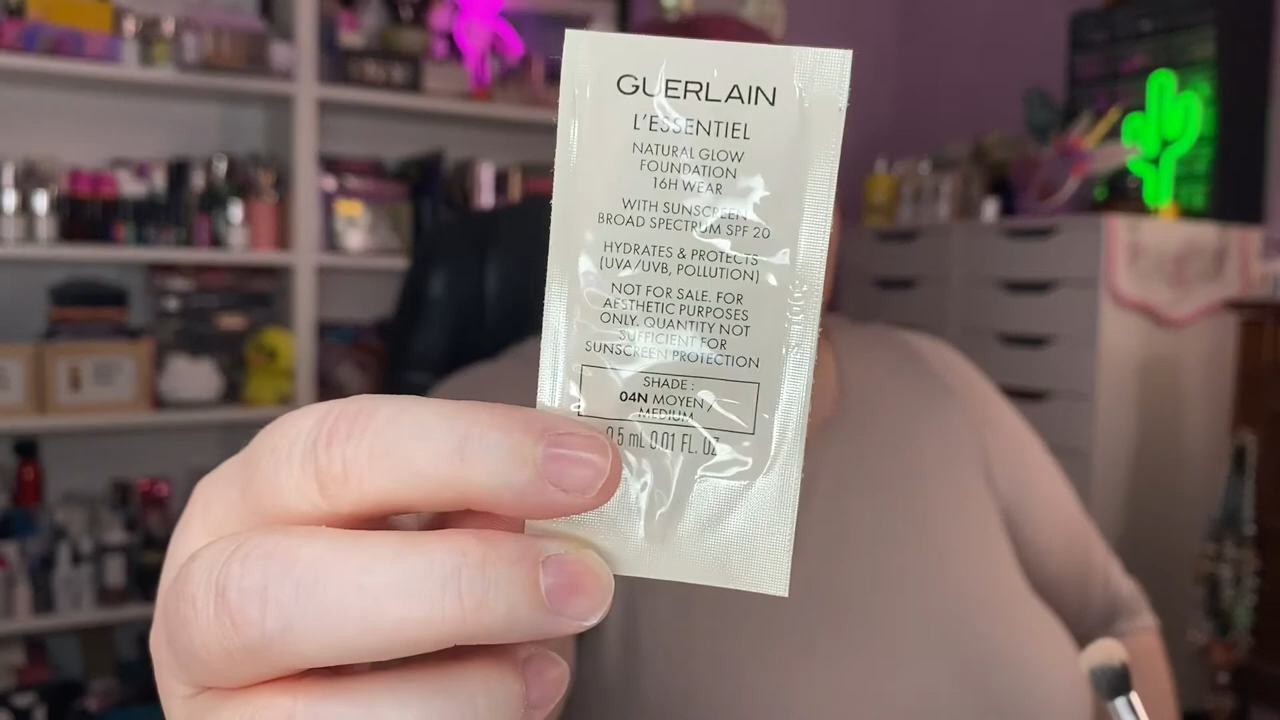 GUERLAIN
L'ESSENTIEL
NATURAL GLOW
FOUNDATION
16H WEAR
WITH SUNSCREEN
BROAD SPECTRUM SPF 20
HYDRATES & PROTECTS
(UVA/UVB, POLLUTION)
NOT FOR SALE. FOR
AESTHETIC PURPOSES
ONLY. QUANTITY NOT
SUFFICIENT FOR
SUNSCREEN PROTECTION
SHADE :
04N MOYEN /
MEDIUM
0.5 mL 0.01 FL. OZ